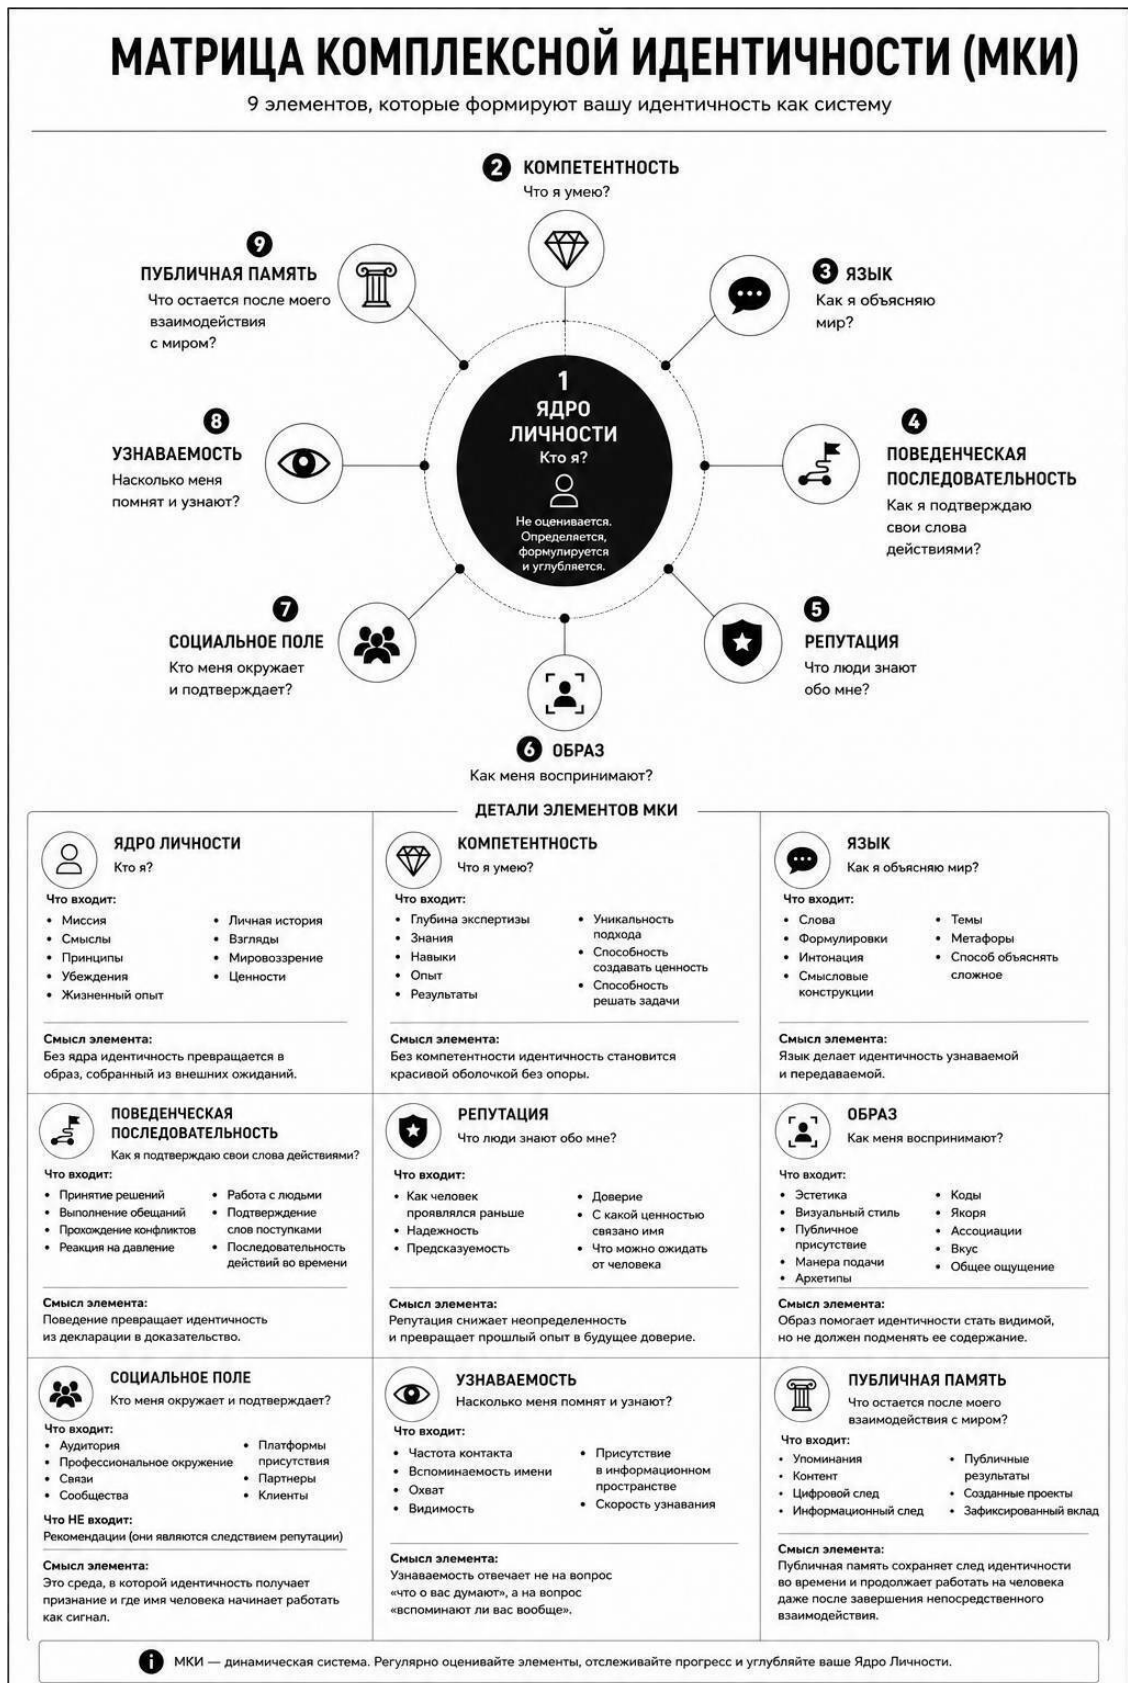 МАТРИЦА КОМПЛЕКСНОЙ ИДЕНТИЧНОСТИ (МКИ)
9 элементов, которые формируют вашу идентичность как систему
2 КОМПЕТЕНТНОСТЬ
Что я умею?
9
ПУБЛИЧНАЯ ПАМЯТЬ
Что остается после моего
взаимодействия
с миром?
3 ЯЗЫК
Как я объясняю
мир?
1
ЯДРО
ЛИЧНОСТИ
Кто я?
Не оценивается.
Определяется,
формулируется
и углубляется.
8
УЗНАВАЕМОСТЬ
Насколько меня
помнят и узнают?
4
ПОВЕДЕНЧЕСКАЯ
ПОСЛЕДОВАТЕЛЬНОСТЬ
Как я подтверждаю
свои слова
действиями?
7
СОЦИАЛЬНОЕ ПОЛЕ
Кто меня окружает
и подтверждает?
5
РЕПУТАЦИЯ
Что люди знают
обо мне?
6 ОБРАЗ
Как меня воспринимают?
ДЕТАЛИ ЭЛЕМЕНТОВ МКИ
ЯДРО ЛИЧНОСТИ
Кто я?
Что входит:
• Миссия
• Смыслы
• Принципы
• Убеждения
• Жизненный опыт
• Личная история
• Взгляды
• Мировоззрение
• Ценности
Смысл элемента:
Без ядра идентичность превращается в
образ, собранный из внешних ожиданий.
КОМПЕТЕНТНОСТЬ
Что я умею?
Что входит:
• Глубина экспертизы
• Знания
• Навыки
• Опыт
• Результаты
• Уникальность
подхода
• Способность
создавать ценность
• Способность
решать задачи
Смысл элемента:
Без компетентности идентичность становится
красивой оболочкой без опоры.
ЯЗЫК
Как я объясняю мир?
Что входит:
• Слова
• Формулировки
• Интонация
• Смысловые
конструкции
• Темы
• Метафоры
• Способ объяснять
сложное
Смысл элемента:
Язык делает идентичность узнаваемой
и передаваемой.
ПОВЕДЕНЧЕСКАЯ
ПОСЛЕДОВАТЕЛЬНОСТЬ
Как я подтверждаю свои слова действиями?
Что входит:
• Принятие решений
• Выполнение обещаний
• Прохождение конфликтов
• Реакция на давление
• Работа с людьми
• Подтверждение
слов поступками
• Последовательность
действий во времени
Смысл элемента:
Поведение превращает идентичность
из декларации в доказательство.
РЕПУТАЦИЯ
Что люди знают обо мне?
Что входит:
• Как человек
проявлялся раньше
• Надежность
• Предсказуемость
• Доверие
• С какой ценностью
связано имя
• Что можно ожидать
от человека
Смысл элемента:
Репутация снижает неопределенность
и превращает прошлый опыт в будущее доверие.
ОБРАЗ
Как меня воспринимают?
Что входит:
• Эстетика
• Визуальный стиль
• Публичное
присутствие
• Манера подачи
• Архетипы
• Коды
• Якоря
• Ассоциации
• Вкус
• Общее ощущение
Смысл элемента:
Образ помогает идентичности стать видимой,
но не должен подменять ее содержание.
СОЦИАЛЬНОЕ ПОЛЕ
Кто меня окружает и подтверждает?
Что входит:
• Аудитория
• Профессиональное окружение
• Связи
• Сообщества
• Платформы
присутствия
• Партнеры
• Клиенты
Что НЕ входит:
Рекомендации (они являются следствием репутации)
Смысл элемента:
Это среда, в которой идентичность получает
признание и где имя человека начинает работать
как сигнал.
УЗНАВАЕМОСТЬ
Насколько меня помнят и узнают?
Что входит:
• Частота контакта
• Вспоминаемость имени
• Охват
• Видимость
• Присутствие
в информационном
пространстве
• Скорость узнавания
Смысл элемента:
Узнаваемость отвечает не на вопрос
«что о вас думают», а на вопрос
«вспоминают ли вас вообще».
ПУБЛИЧНАЯ ПАМЯТЬ
Что остается после моего
взаимодействия с миром?
Что входит:
• Упоминания
• Контент
• Цифровой след
• Информационный след
• Публичные
результаты
• Созданные проекты
• Зафиксированный вклад
Смысл элемента:
Публичная память сохраняет след идентичности
во времени и продолжает работать на человека
даже после завершения непосредственного
взаимодействия.
i МКИ — динамическая система. Регулярно оценивайте элементы, отслеживайте прогресс и углубляйте ваше Ядро Личности.